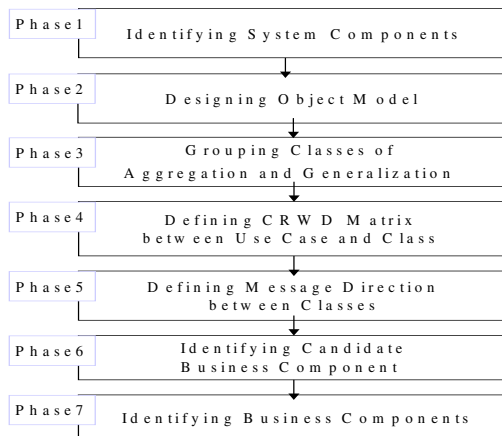 Phase1
Identifying System Components
Phase2
Designing Object Model
Phase3
Grouping Classes of
Aggregation and Generalization
Phase4
Defining CRWD Matrix
between Use Case and Class
Phase5
Defining Message Direction
between Classes
Phase6
Identifying Candidate
Business Component
Phase7
Identifying Business Components